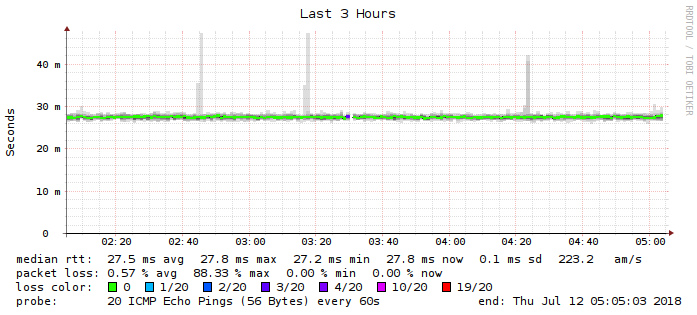 Last 3 Hours
RRDTOOL / TOBI OETIKER
Seconds
40 m
30 m
20 m
10 m
0
02:20 02:40 03:00 03:20 03:40 04:00 04:20 04:40 05:00
median rtt: 27.5 ms avg 27.8 ms max 27.2 ms min 27.8 ms now 0.1 ms sd 223.2 am/s
packet loss: 0.57 % avg 88.33 % max 0.00 % min 0.00 % now
loss color: 0 1/20 2/20 3/20 4/20 10/20 19/20
probe: 20 ICMP Echo Pings (56 Bytes) every 60s end: Thu Jul 12 05:05:03 2018